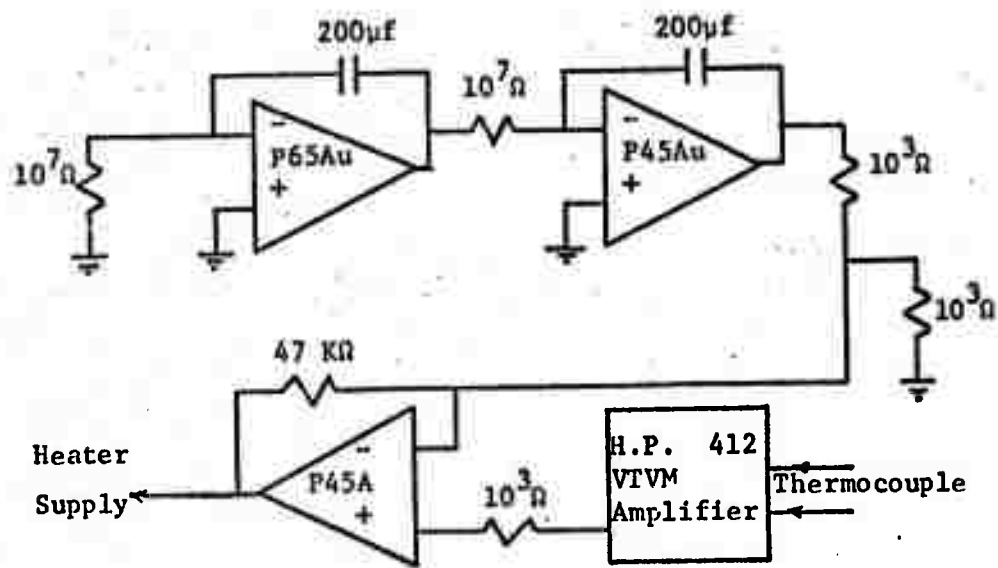 200µf
200µf
10⁷Ω
10⁷Ω
10³Ω
10³Ω
-
P65Au
+
-
P45Au
+
47 KΩ
-
P45A
+
10³Ω
Heater
Supply
H.P. 412
VTVM
Amplifier
Thermocouple